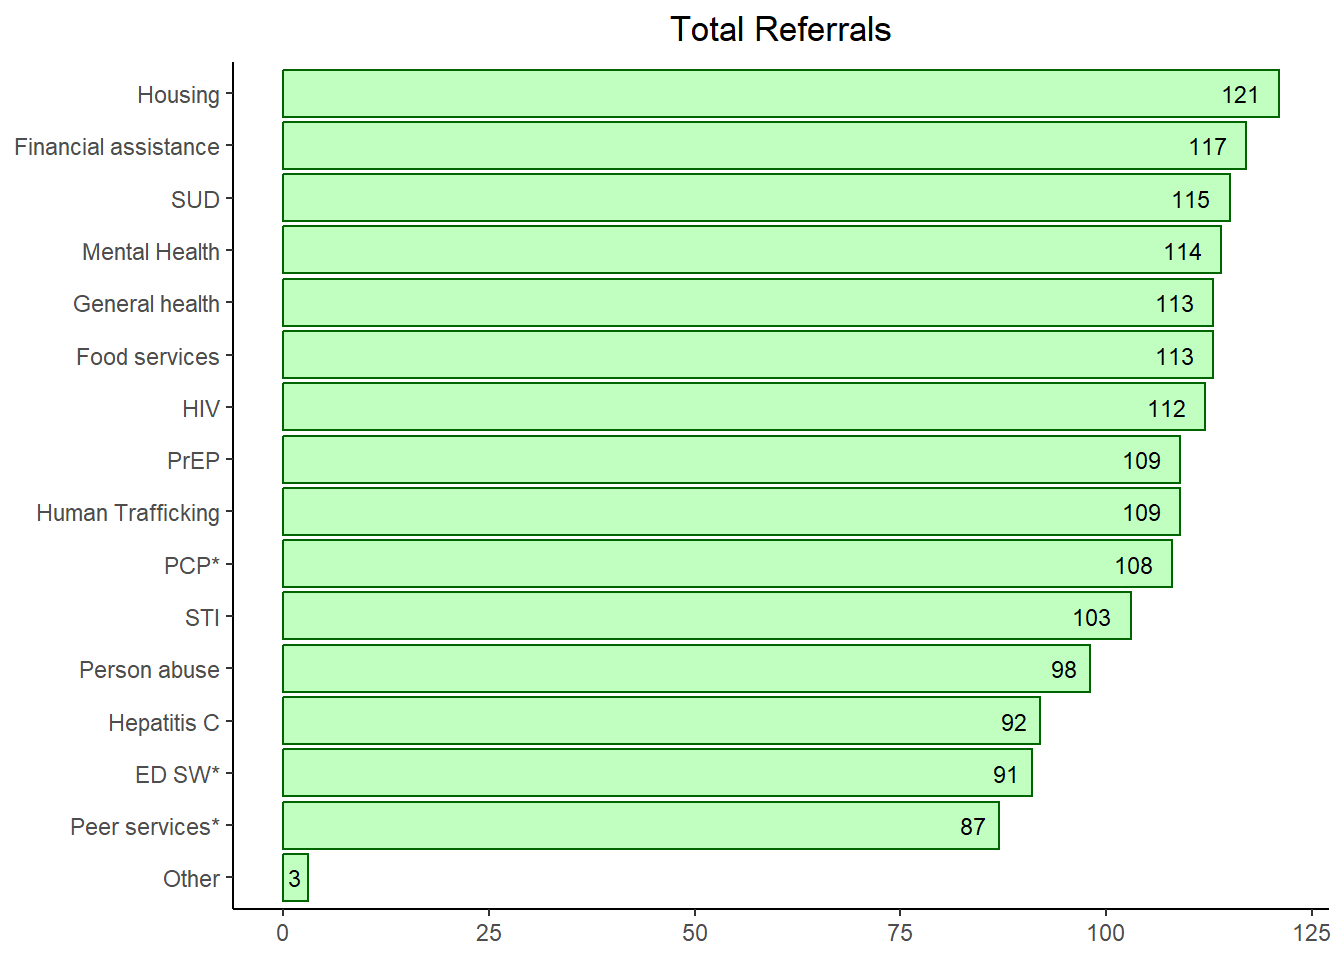 Total Referrals
Housing 121
Financial assistance 117
SUD 115
Mental Health 114
General health 113
Food services 113
HIV 112
PrEP 109
Human Trafficking 109
PCP* 108
STI 103
Person abuse 98
Hepatitis C 92
ED SW* 91
Peer services* 87
Other 3
0 25 50 75 100 125